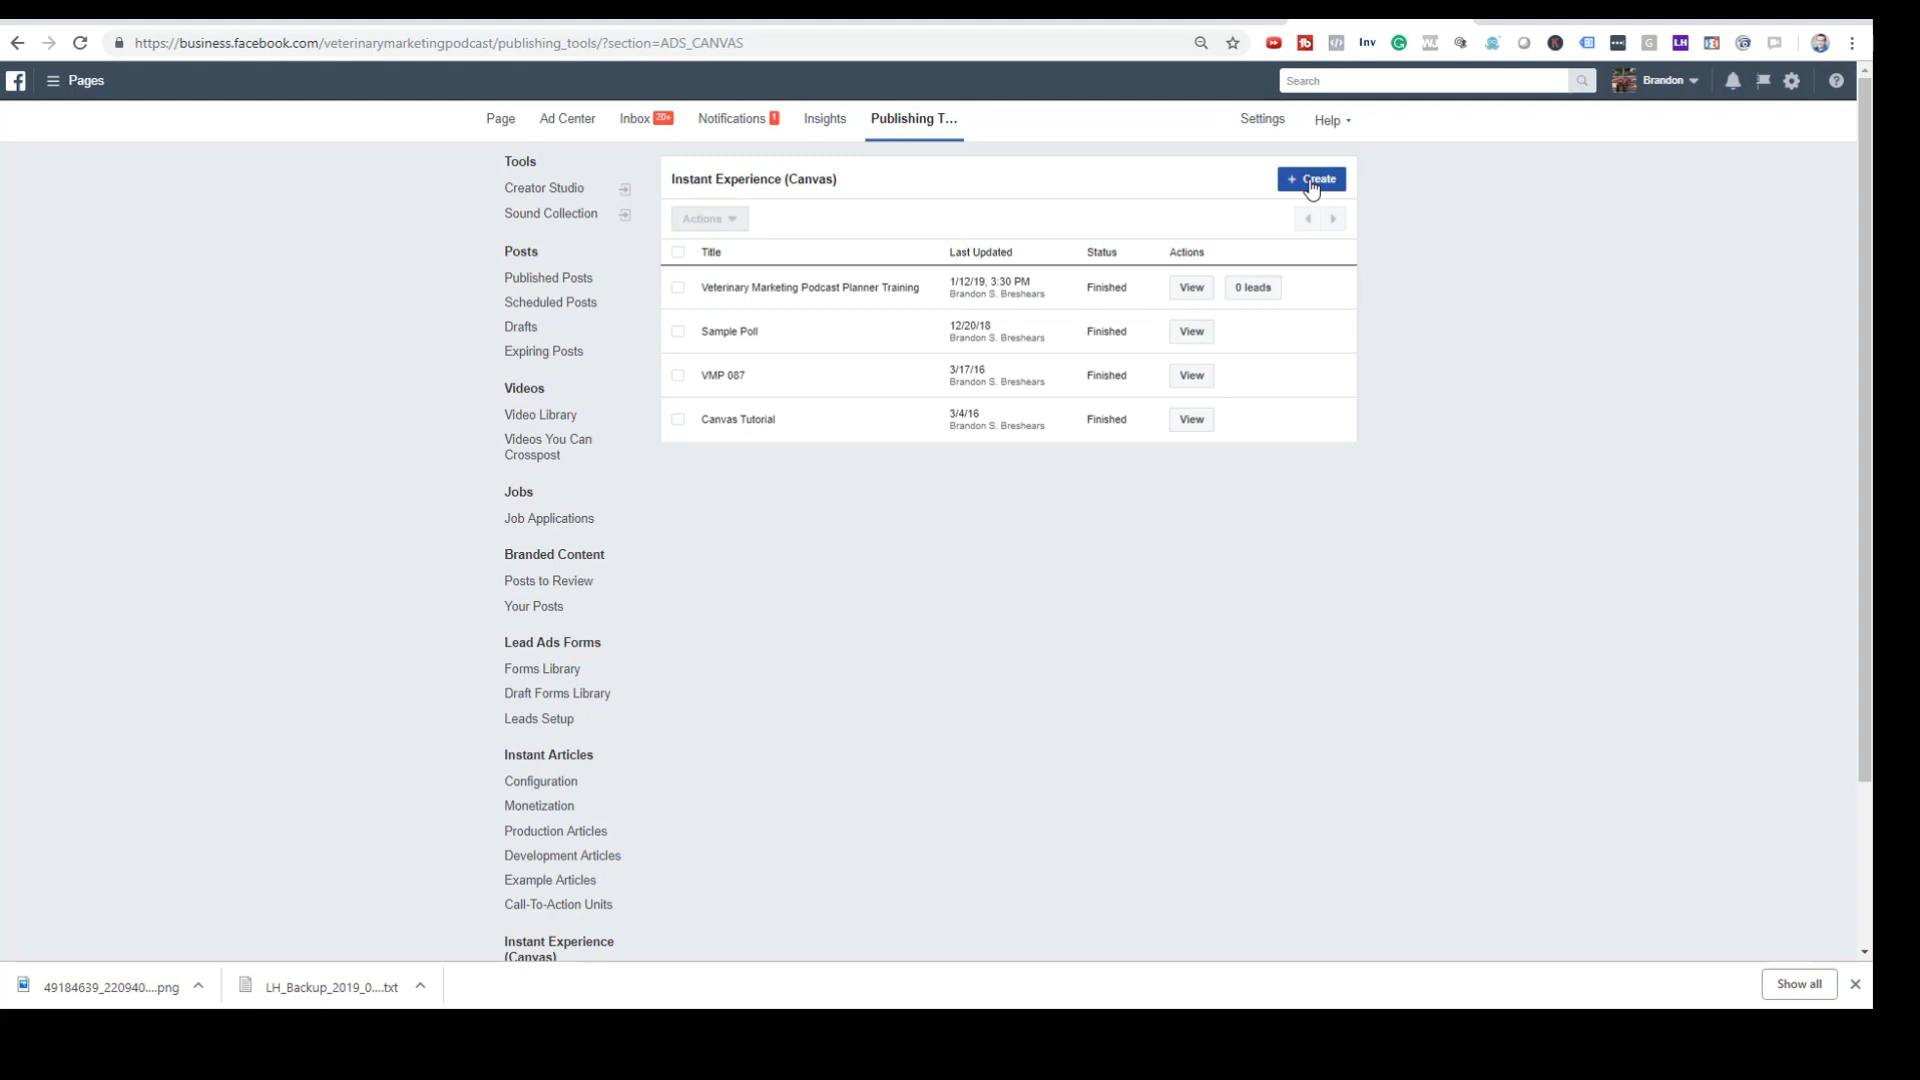 https://business.facebook.com/veterinarymarketingpodcast/publishing_tools/?section=ADS_CANVAS
Inv
LH
Pages
Search
Brandon
Page
Ad Center
Inbox 20+
Notifications 1
Insights
Publishing T...
Settings
Help
Tools
Creator Studio
Sound Collection
Posts
Published Posts
Scheduled Posts
Drafts
Expiring Posts
Videos
Video Library
Videos You Can
Crosspost
Jobs
Job Applications
Branded Content
Posts to Review
Your Posts
Lead Ads Forms
Forms Library
Draft Forms Library
Leads Setup
Instant Articles
Configuration
Monetization
Production Articles
Development Articles
Example Articles
Call-To-Action Units
Instant Experience
(Canvas)
Instant Experience (Canvas)
+ Create
Actions
Title Last Updated Status Actions
Veterinary Marketing Podcast Planner Training 1/12/19, 3:30 PM Finished View 0 leads
Brandon S. Breshears
Sample Poll 12/20/18 Finished View
Brandon S. Breshears
VMP 087 3/17/16 Finished View
Brandon S. Breshears
Canvas Tutorial 3/4/16 Finished View
Brandon S. Breshears
49184639_220940....png
LH_Backup_2019_0....txt
Show all